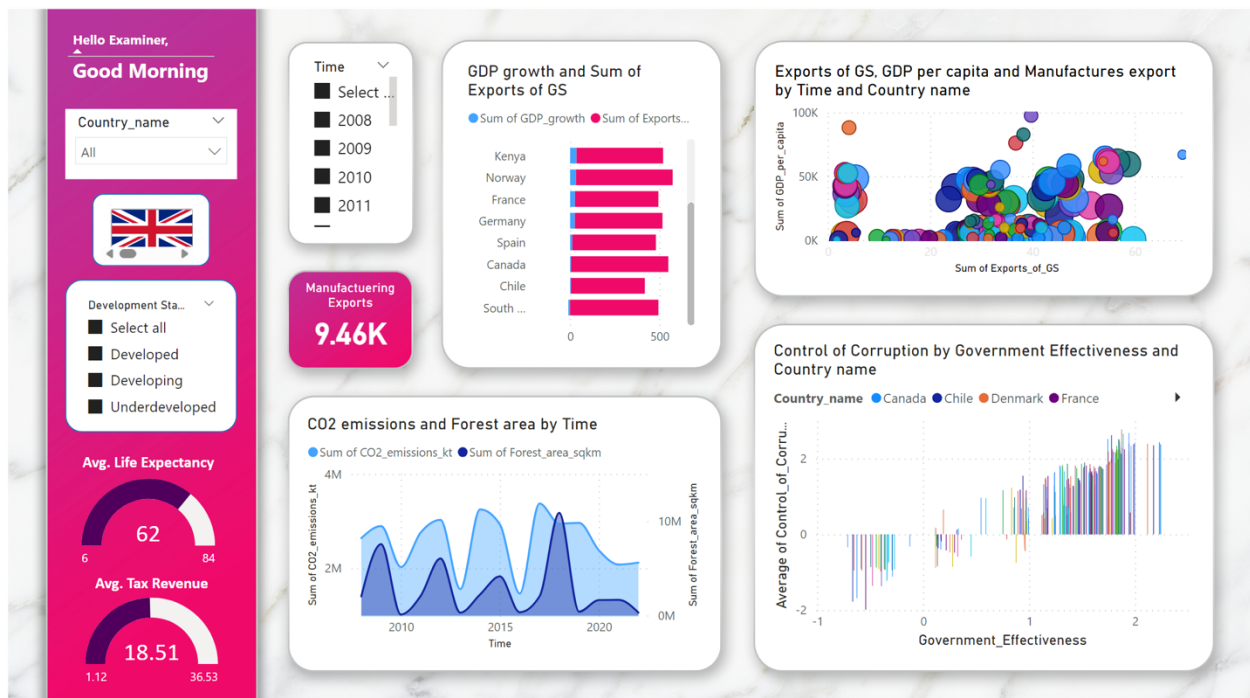 Hello Examiner,
Good Morning
Country_name
All
Development Sta...
Select all
Developed
Developing
Underdeveloped
Avg. Life Expectancy
62
6
84
Avg. Tax Revenue
18.51
1.12
36.53
Time
Select ...
2008
2009
2010
2011
Manufactuering
Exports
9.46K
GDP growth and Sum of
Exports of GS
Sum of GDP_growth Sum of Exports...
Kenya
Norway
France
Germany
Spain
Canada
Chile
South ...
0 500
CO2 emissions and Forest area by Time
Sum of CO2_emissions_kt Sum of Forest_area_sqkm
Sum of CO2_emissions_kt
4M
2M
10M
0M
Sum of Forest_area_sqkm
2010 2015 2020
Time
Exports of GS, GDP per capita and Manufactures export
by Time and Country name
Sum of GDP_per_capita
100K
50K
0K
0 20 40 60
Sum of Exports_of_GS
Control of Corruption by Government Effectiveness and
Country name
Country_name Canada Chile Denmark France
Average of Control_of_Corru...
2
0
-2
-1 0 1 2
Government_Effectiveness